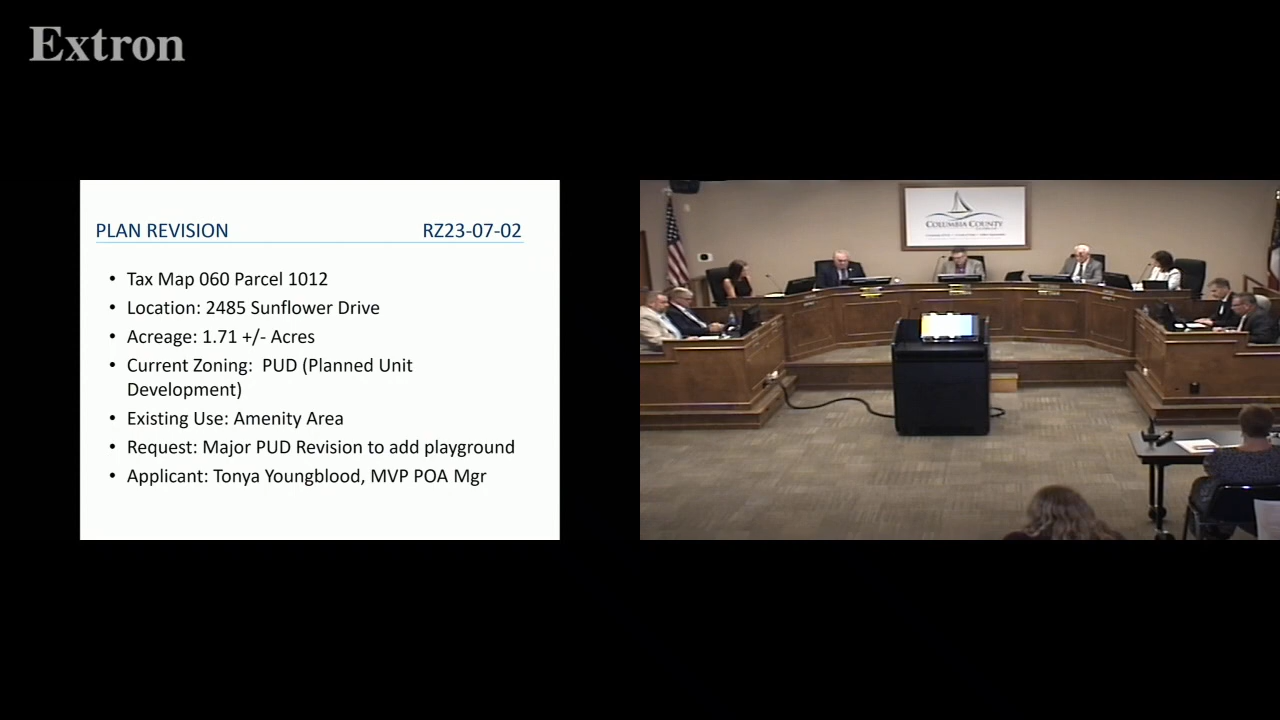 Extron
PLAN REVISION RZ23-07-02
• Tax Map 060 Parcel 1012
• Location: 2485 Sunflower Drive
• Acreage: 1.71 +/- Acres
• Current Zoning:  PUD (Planned Unit
Development)
• Existing Use: Amenity Area
• Request: Major PUD Revision to add playground
• Applicant: Tonya Youngblood, MVP POA Mgr
COLUMBIA COUNTY